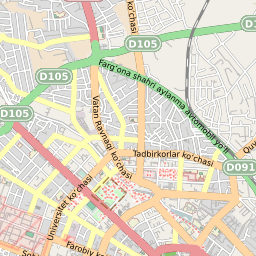 ko‘chasi
D105
D105
D105
Farg‘ona shahri aylanma avtomobil yo‘li
Vatan Ravnaqi ko‘chasi
Tadbirkorlar ko‘chasi
D091
Universitet ko‘chasi
Farobiy